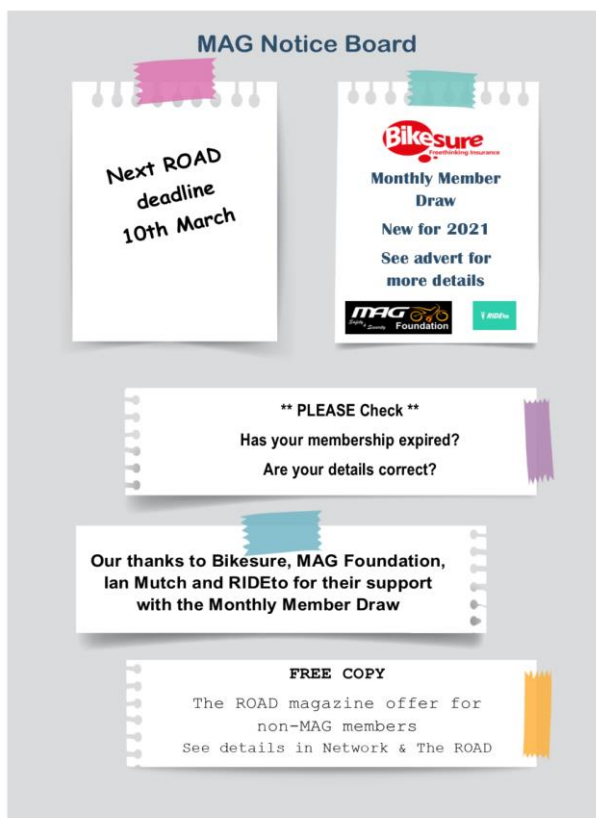 MAG Notice Board
Next ROAD
deadline
10th March
Bikesure
Freethinking Insurance
Monthly Member
Draw
New for 2021
See advert for
more details
MAG
Safety & Security Foundation
RIDEto
** PLEASE Check **
Has your membership expired?
Are your details correct?
Our thanks to Bikesure, MAG Foundation,
Ian Mutch and RIDEto for their support
with the Monthly Member Draw
FREE COPY
The ROAD magazine offer for
non-MAG members
See details in Network & The ROAD